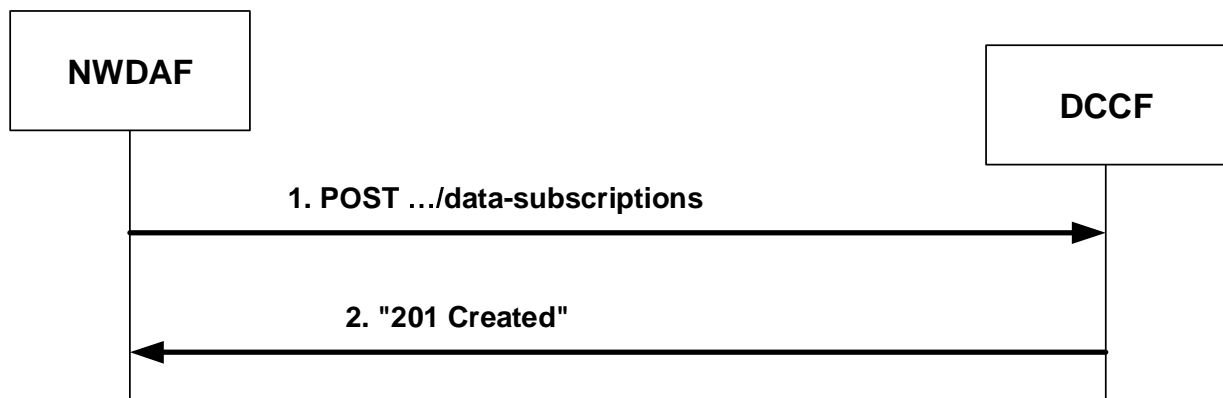 NWDAF
DCCF
1. POST …/data-subscriptions
2. "201 Created"